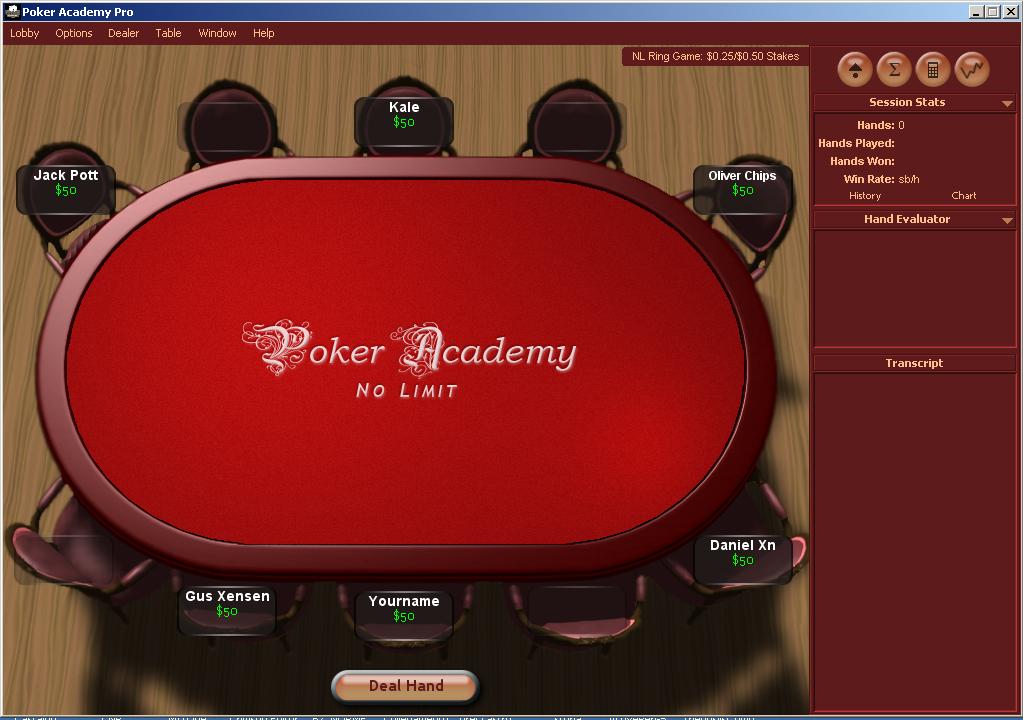 Poker Academy Pro
Lobby Options Dealer Table Window Help
NL Ring Game: $0.25/$0.50 Stakes
Kale
$50
Jack Pott
$50
Oliver Chips
$50
Poker Academy
No Limit
Daniel Xn
$50
Gus Xensen
$50
Yourname
$50
Deal Hand
Σ
Session Stats
Hands: 0
Hands Played:
Hands Won:
Win Rate: sb/h
History Chart
Hand Evaluator
Transcript